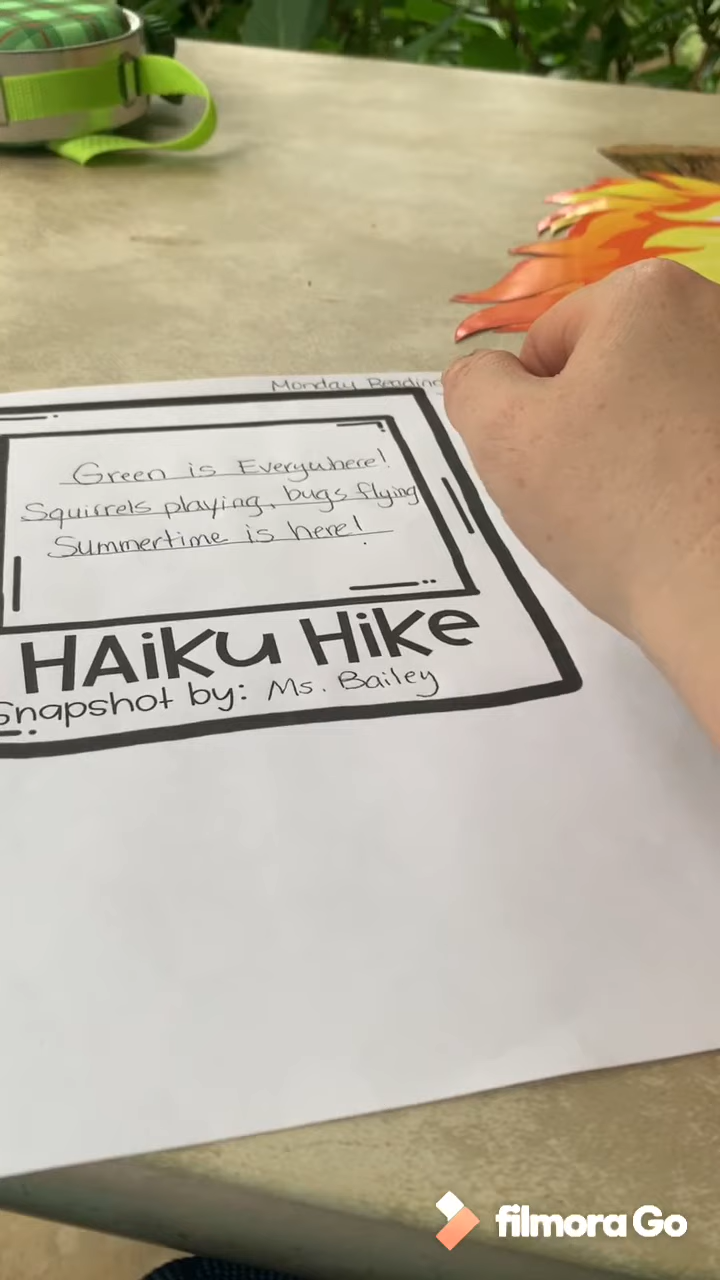 Monday Reading
Green is Everywhere!
Squirrels playing, bugs flying
Summertime is here!
HAiKU HiKe
Snapshot by: Ms. Bailey
filmora Go